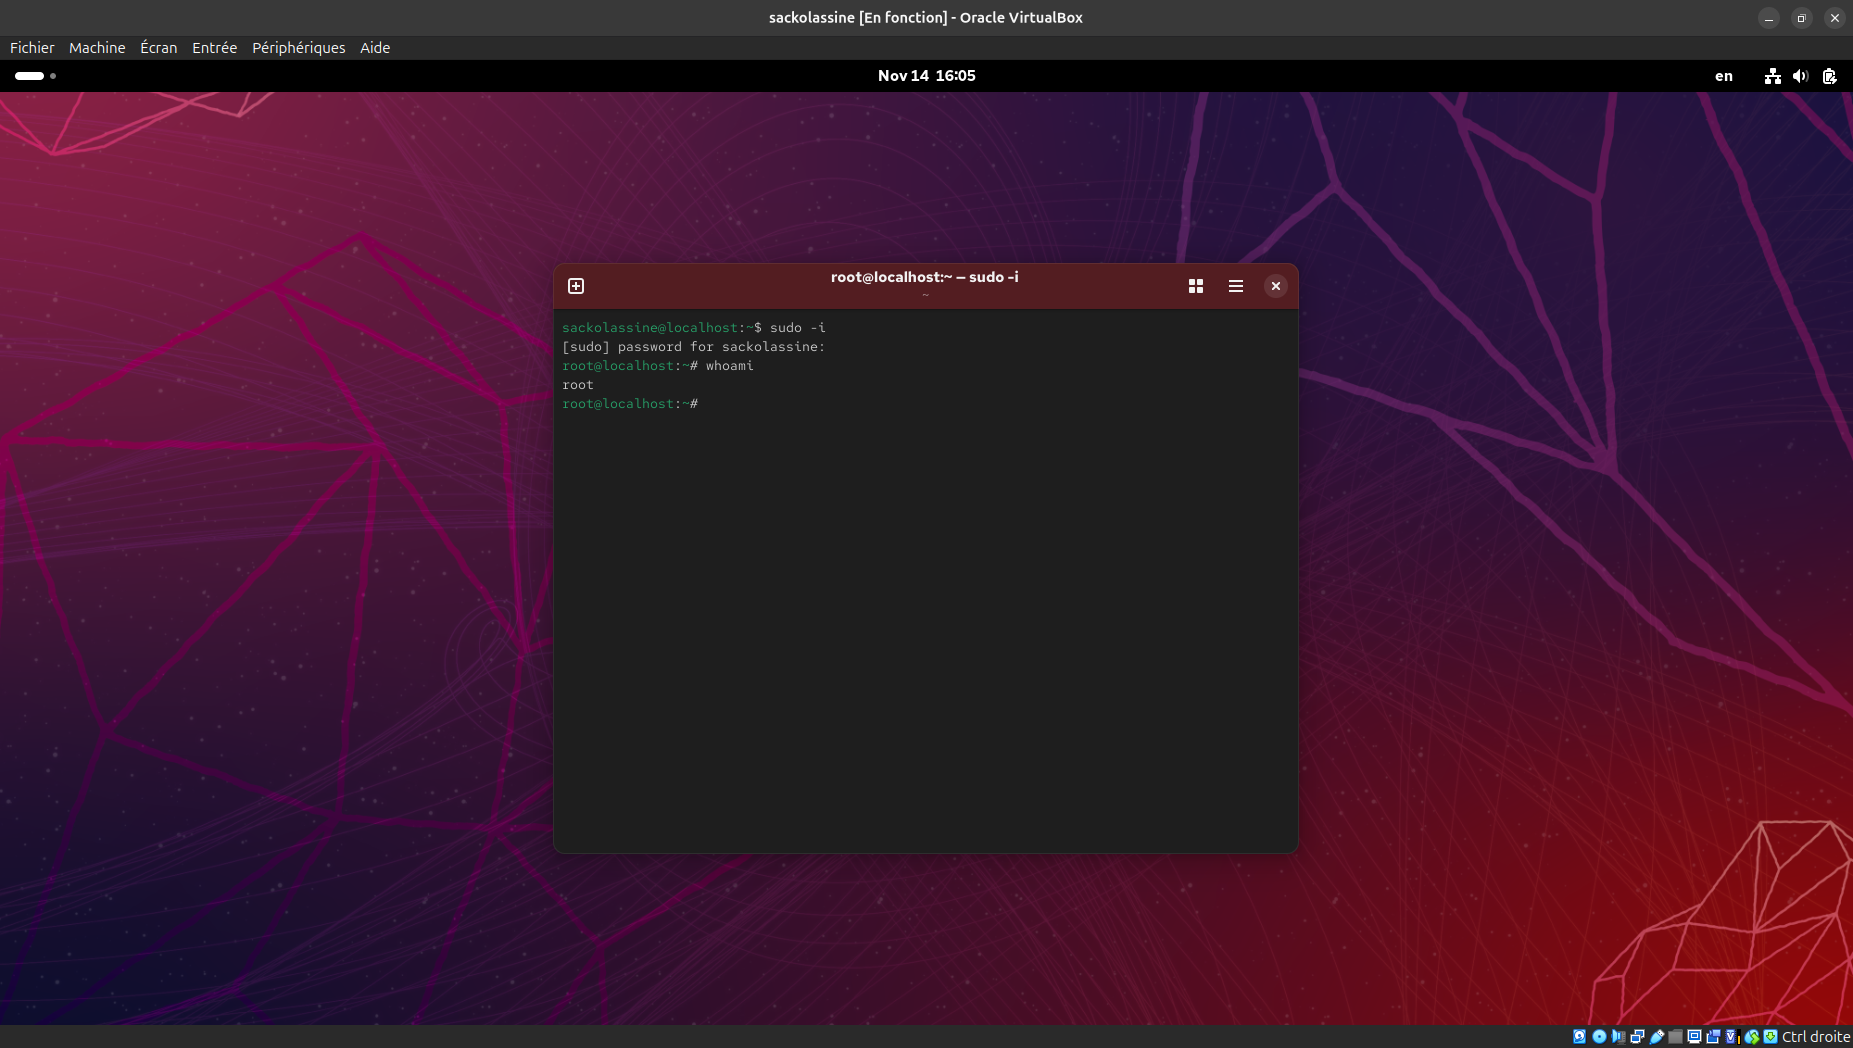 sackolassine [En fonction] - Oracle VirtualBox
Fichier Machine Écran Entrée Périphériques Aide
Nov 14 16:05
en
root@localhost:~ — sudo -i
~
sackolassine@localhost:~$ sudo -i
[sudo] password for sackolassine:
root@localhost:~# whoami
root
root@localhost:~#
Ctrl droite